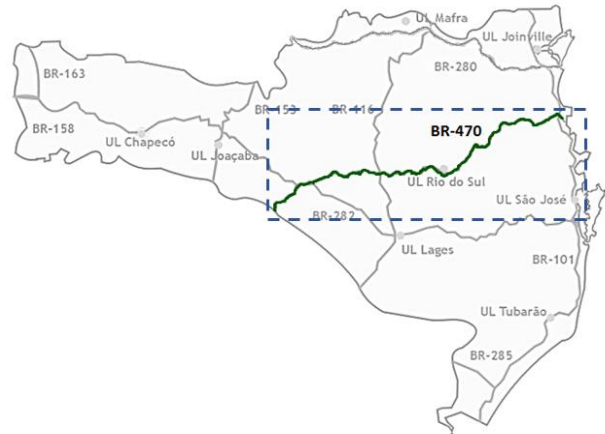 UL Mafra
UL Joinville
BR-163
BR-280
BR-153
BR-116
BR-158
BR-470
UL Chapecó
UL Joaçaba
UL Rio do Sul
UL São José
BR-282
UL Lages
BR-101
UL Tubarão
BR-285